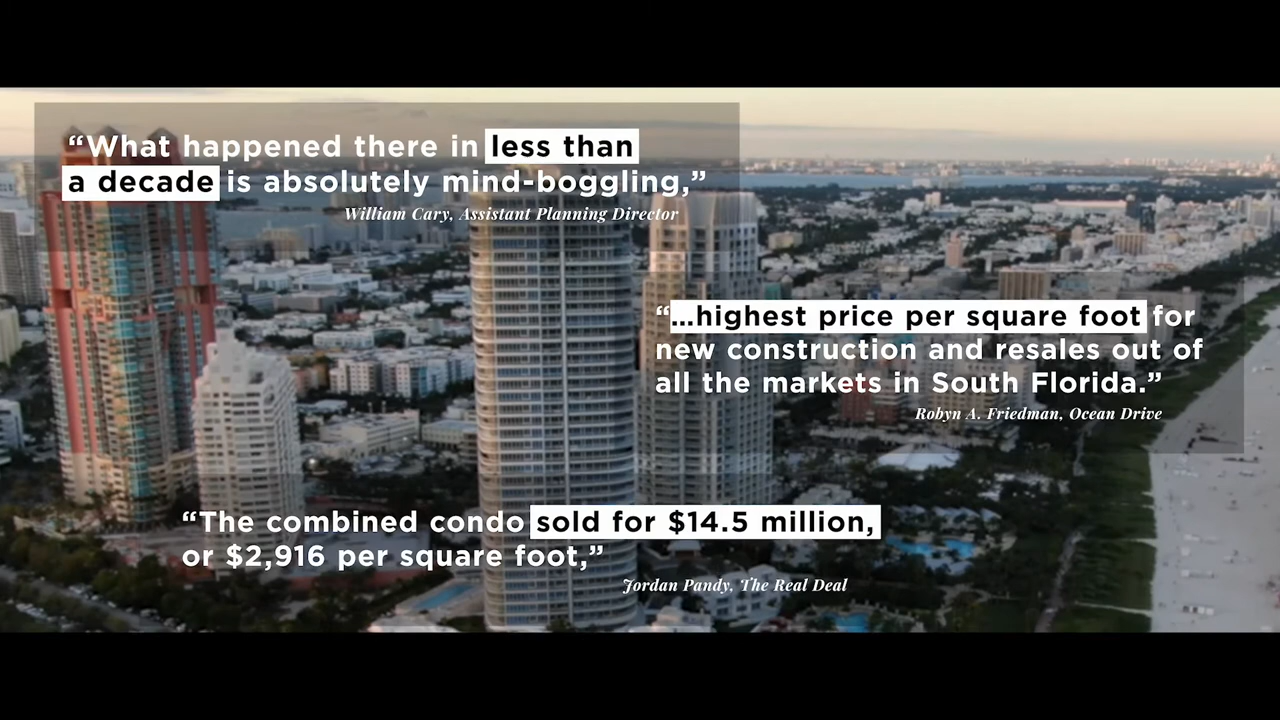 “What happened there in less than
a decade is absolutely mind-boggling,”
William Cary, Assistant Planning Director
“...highest price per square foot for
new construction and resales out of
all the markets in South Florida.”
Robyn A. Friedman, Ocean Drive
“The combined condo sold for $14.5 million,
or $2,916 per square foot,”
Jordan Pandy, The Real Deal